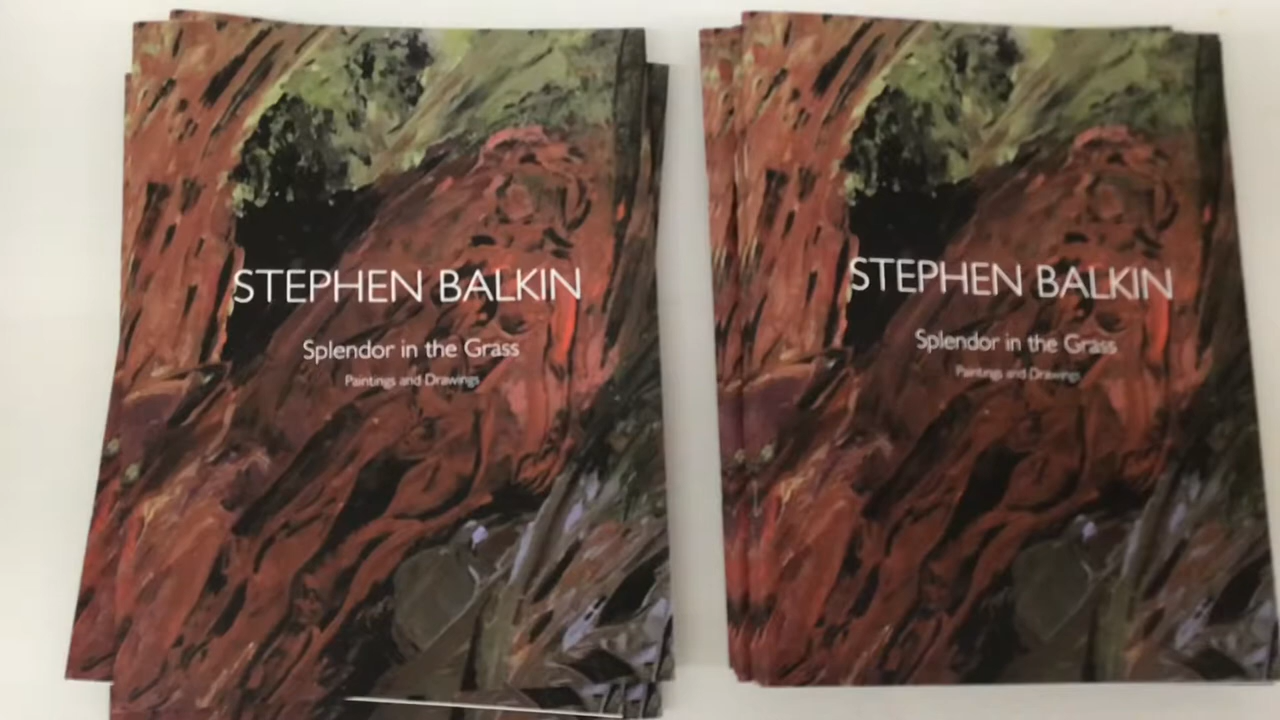 STEPHEN BALKIN
Splendor in the Grass
Paintings and Drawings
STEPHEN BALKIN
Splendor in the Grass
Paintings and Drawings